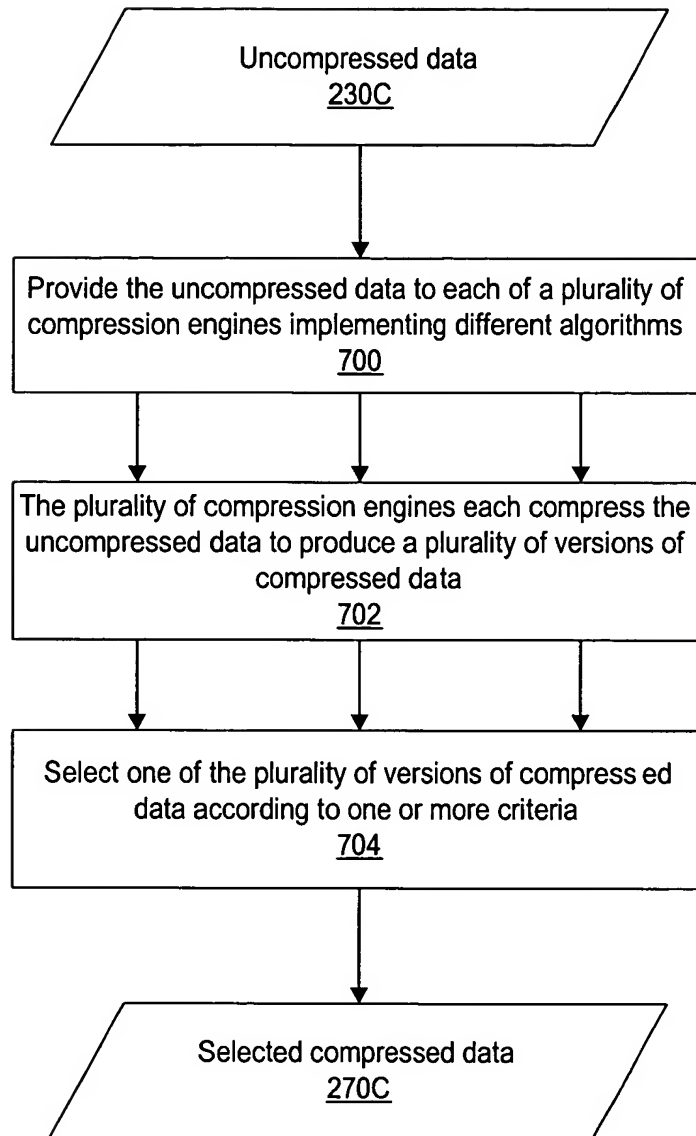 Uncompressed data
230C
Provide the uncompressed data to each of a plurality of
compression engines implementing different algorithms
700
The plurality of compression engines each compress the
uncompressed data to produce a plurality of versions of
compressed data
702
Select one of the plurality of versions of compressed
data according to one or more criteria
704
Selected compressed data
270C